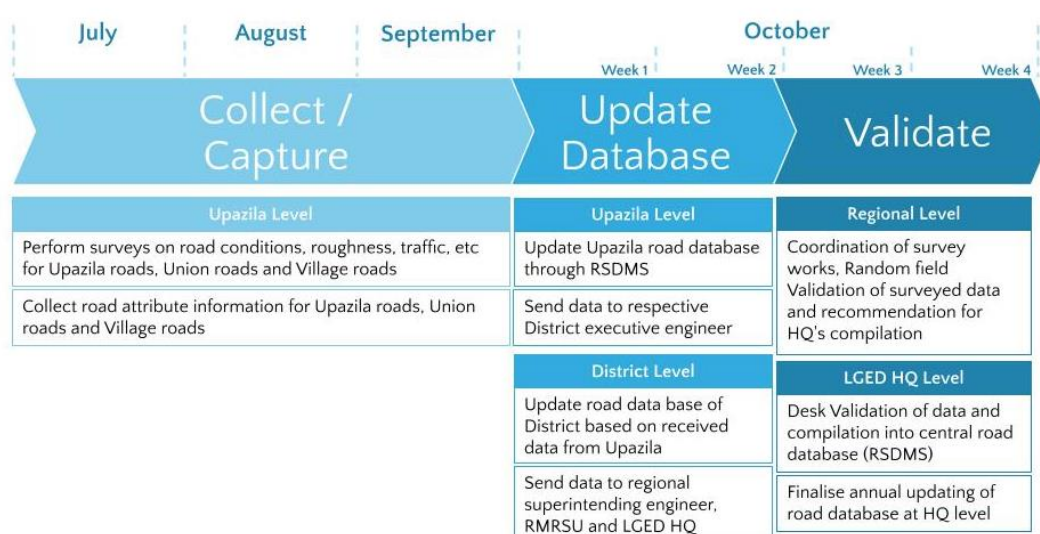 July
August
September
October
Week 1
Week 2
Week 3
Week 4
Collect /
Capture
Update
Database
Validate
Upazila Level
Perform surveys on road conditions, roughness, traffic, etc
for Upazila roads, Union roads and Village roads
Collect road attribute information for Upazila roads, Union
roads and Village roads
Upazila Level
Update Upazila road database
through RSDMS
Send data to respective
District executive engineer
District Level
Update road data base of
District based on received
data from Upazila
Send data to regional
superintending engineer,
RMRSU and LGED HQ
Regional Level
Coordination of survey
works, Random field
Validation of surveyed data
and recommendation for
HQ's compilation
LGED HQ Level
Desk Validation of data and
compilation into central road
database (RSDMS)
Finalise annual updating of
road database at HQ level